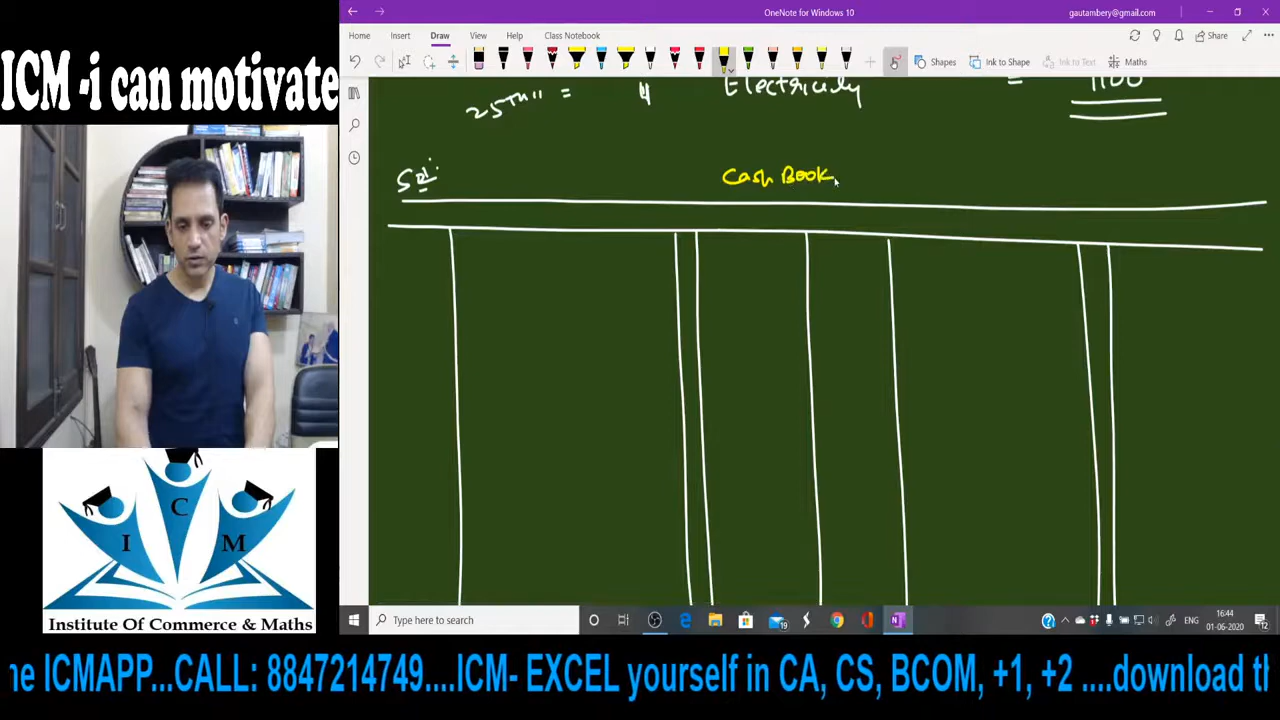 OneNote for Windows 10
gautambery@gmail.com
Home Insert Draw View Help Class Notebook
Share
Shapes
Ink to Shape
Ink to Text
Maths
ICM -i can motivate
25th " = " Electricity = 1100
Sol:
Cash Book
I C M
Institute Of Commerce & Maths
Type here to search
19
ENG
16:44
01-06-2020
12
ne ICMAPP...CALL: 8847214749....ICM- EXCEL yourself in CA, CS, BCOM, +1, +2 ....download th